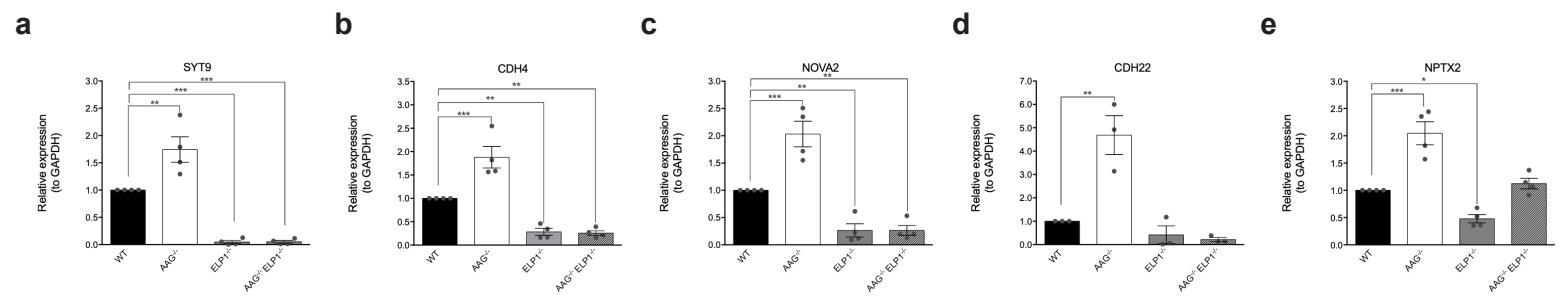 a
SYT9
Relative expression
(to GAPDH)
3.0
2.5
2.0
1.5
1.0
0.5
0.0
***
***
**
WT
AAG⁻/⁻
ELP1⁻/⁻
AAG⁻/⁻ ELP1⁻/⁻
b
CDH4
Relative expression
(to GAPDH)
3.5
3.0
2.5
2.0
1.5
1.0
0.5
0.0
**
**
***
WT
AAG⁻/⁻
ELP1⁻/⁻
AAG⁻/⁻ ELP1⁻/⁻
c
NOVA2
Relative expression
(to GAPDH)
3.0
2.5
2.0
1.5
1.0
0.5
0.0
**
**
***
WT
AAG⁻/⁻
ELP1⁻/⁻
AAG⁻/⁻ ELP1⁻/⁻
d
CDH22
Relative expression
(to GAPDH)
7.0
6.0
5.0
4.0
3.0
2.0
1.0
0.0
**
WT
AAG⁻/⁻
ELP1⁻/⁻
AAG⁻/⁻ ELP1⁻/⁻
e
NPTX2
Relative expression
(to GAPDH)
3.0
2.5
2.0
1.5
1.0
0.5
0.0
*
***
WT
AAG⁻/⁻
ELP1⁻/⁻
AAG⁻/⁻ ELP1⁻/⁻